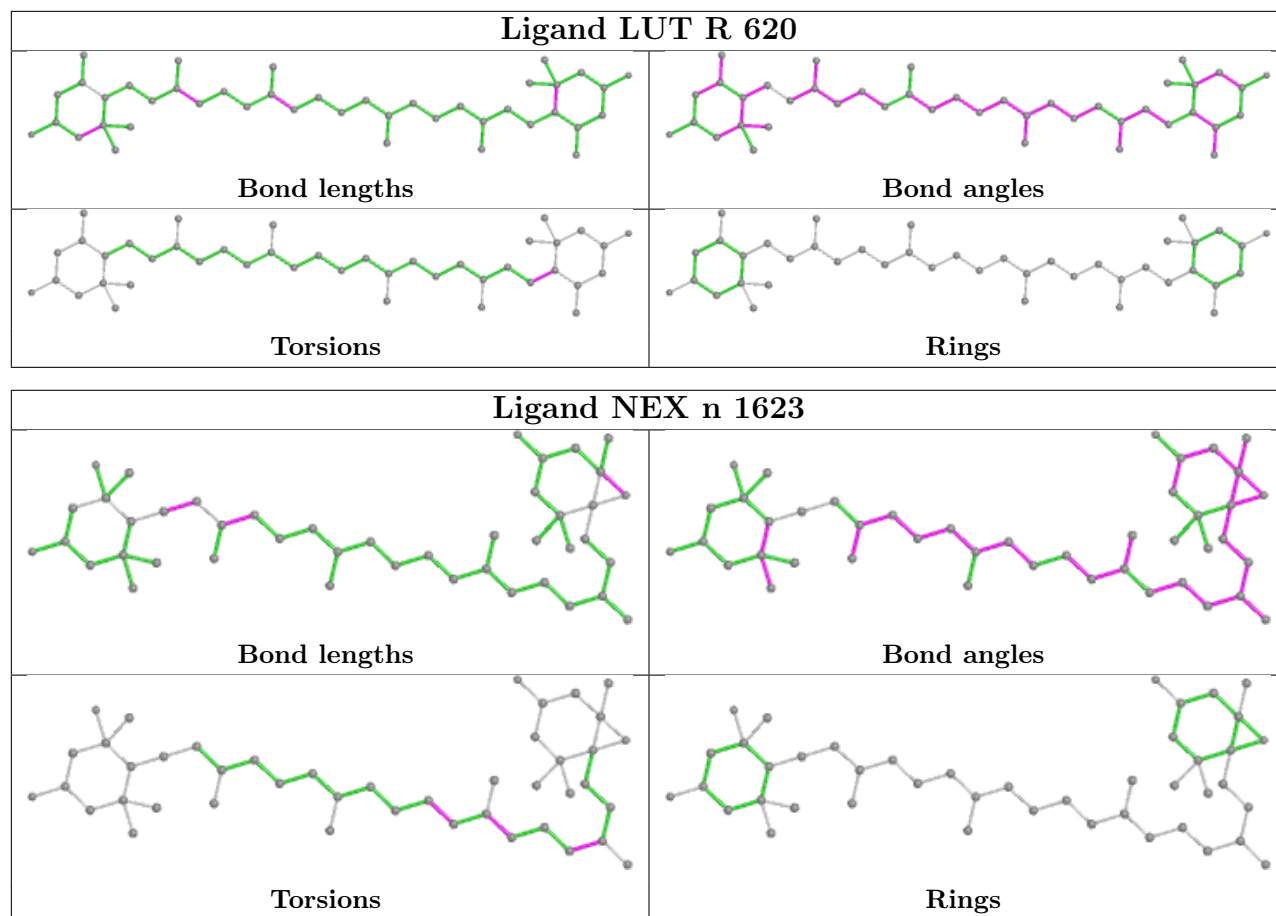 Ligand LUT R 620
Bond lengths
Bond angles
Torsions
Rings
Ligand NEX n 1623
Bond lengths
Bond angles
Torsions
Rings